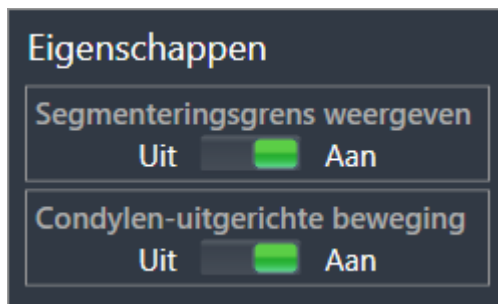 Eigenschappen
Segmenteringsgrens weergeven
Uit Aan
Condylen-uitgerichte beweging
Uit Aan